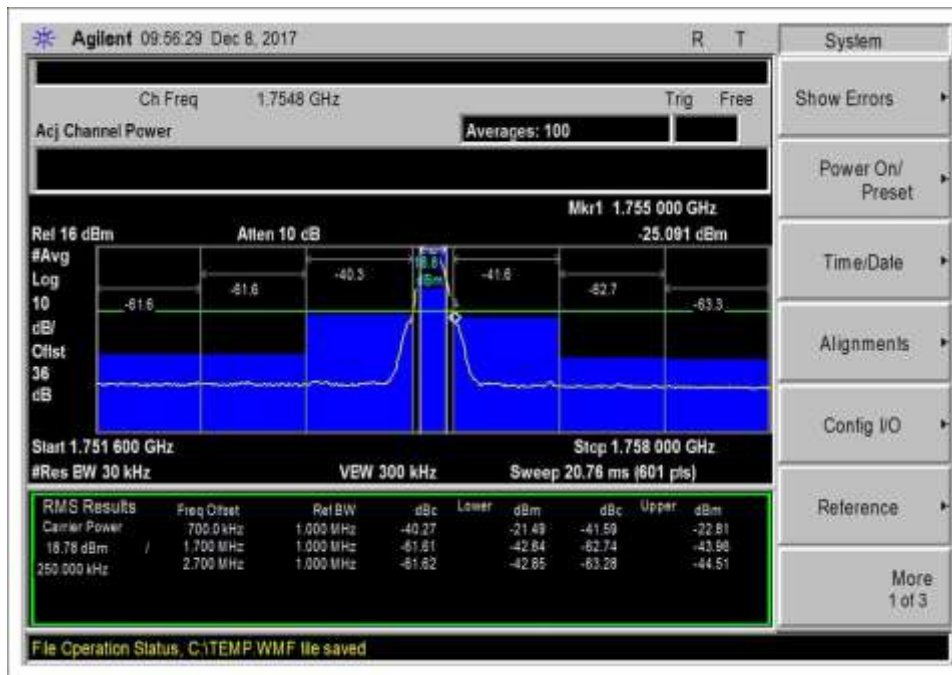 Agilent 09:56:29 Dec 8, 2017 R T
System
Ch Freq 1.7548 GHz Trig Free
Acj Channel Power Averages: 100
Show Errors
Power On/
Preset
Time/Date
Alignments
Config I/O
Reference
More
1 of 3
Mkr1 1.755 000 GHz
Ref 16 dBm Atten 10 dB -25.091 dBm
#Avg
Log
10
dB/
Offst
36
dB
-61.6
-61.6
-40.3
18.8
dBm
-41.6
-62.7
-63.3
Start 1.751 600 GHz Stop 1.758 000 GHz
#Res BW 30 kHz VBW 300 kHz Sweep 20.76 ms (601 pts)
RMS Results Freq Offset Ref BW dBc Lower dBm dBc Upper dBm
Carrier Power 700.0 kHz 1.000 MHz -40.27 -21.49 -41.59 -22.81
18.78 dBm / 1.700 MHz 1.000 MHz -61.61 -42.84 -62.74 -43.96
250.000 kHz 2.700 MHz 1.000 MHz -61.62 -42.85 -63.28 -44.51
File Operation Status, C:\TEMP.WMF file saved